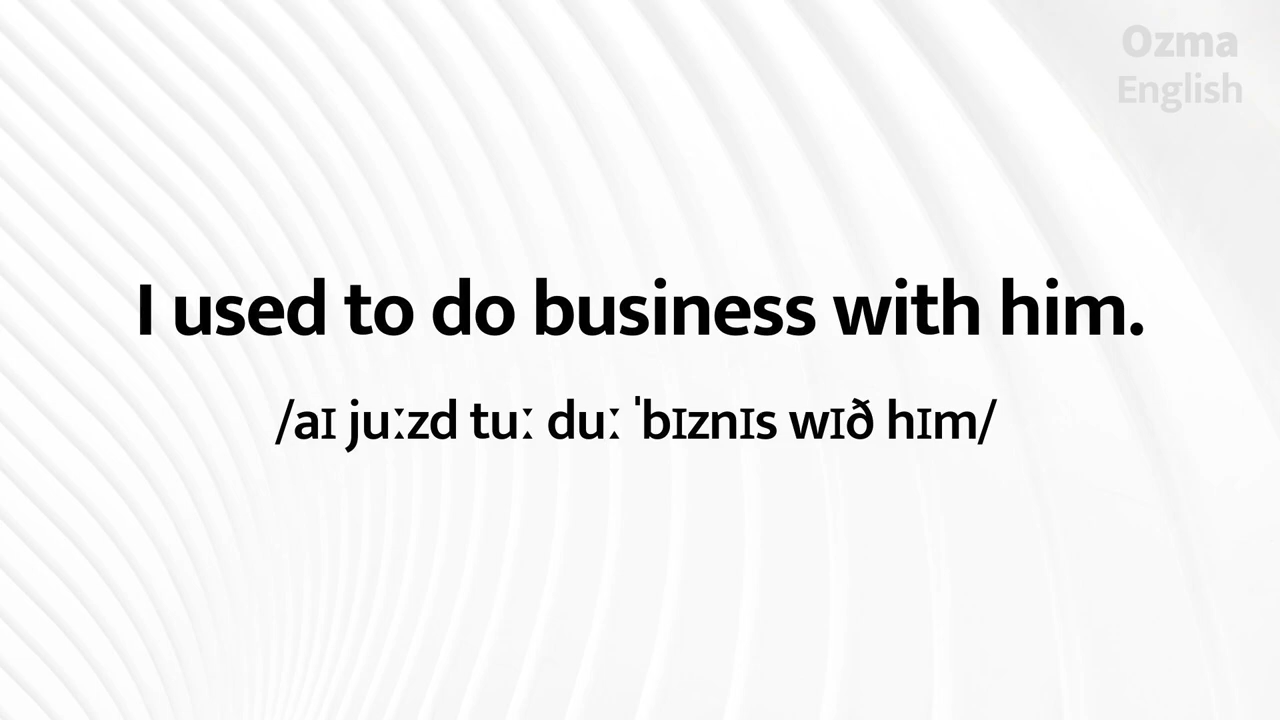 Ozma
English
I used to do business with him.
/aɪ juːzd tuː duː ˈbɪznɪs wɪð hɪm/